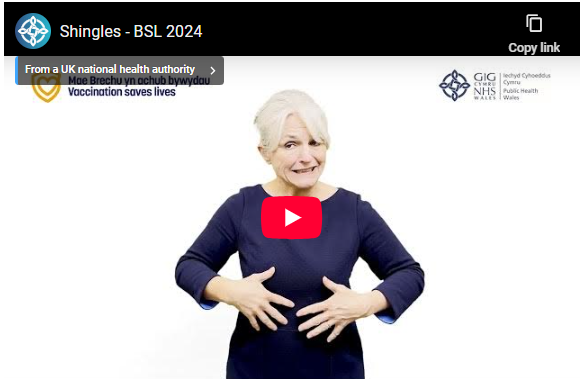 Shingles - BSL 2024
Copy link
From a UK national health authority
Mae Brechu yn achub bywydau
Vaccination saves lives
GIG
CYMRU
NHS
WALES
Iechyd Cyhoeddus
Cymru
Public Health
Wales